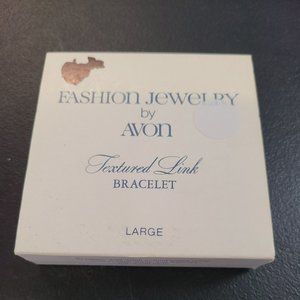 FASHION JEWELRY
by
AVON
Textured Link
BRACELET
LARGE